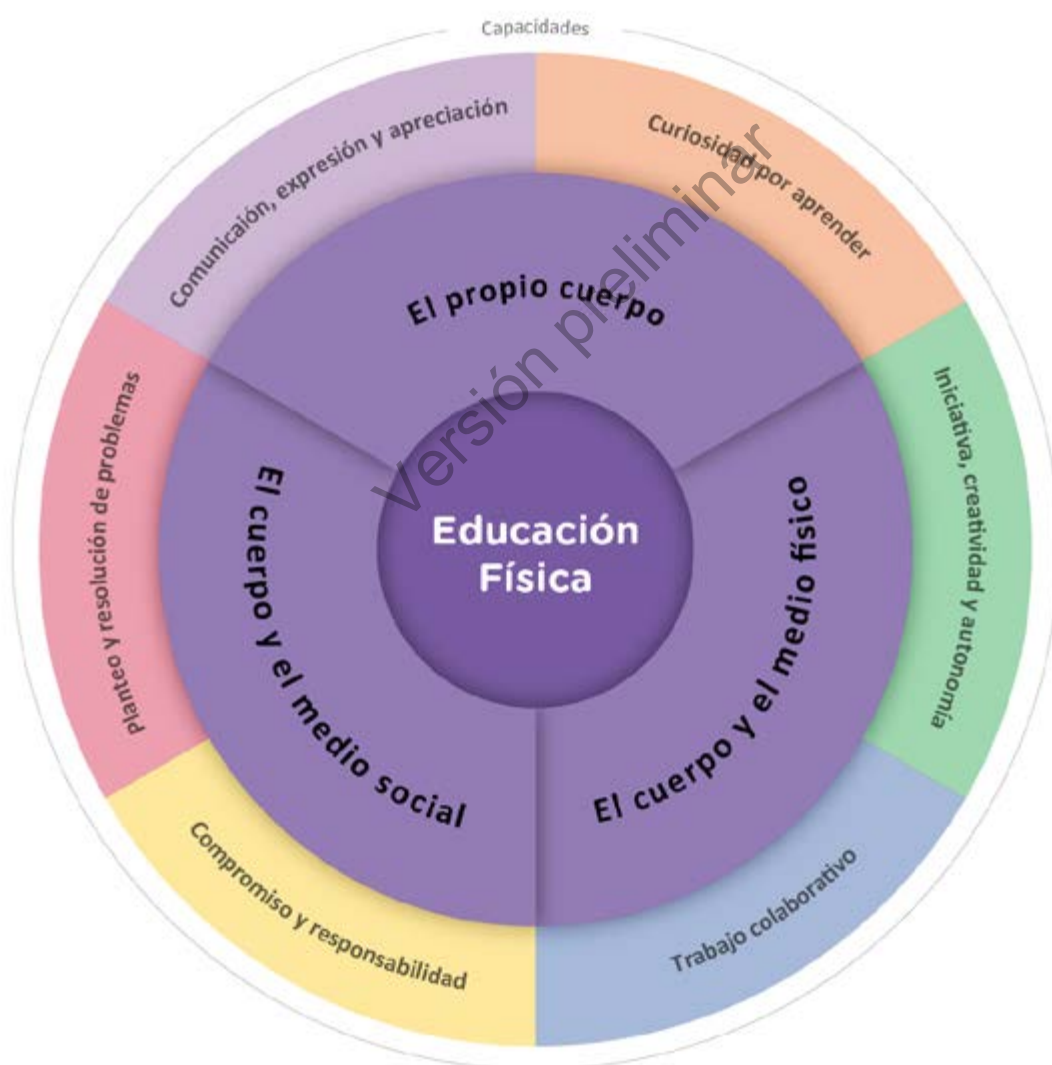 Capacidades
Comunicaión, expresión y apreciación
Curiosidad por aprender
El propio cuerpo
Versión preliminar
Planteo y resolución de problemas
Iniciativa, creatividad y autonomía
El cuerpo y el medio social
Educación
Física
El cuerpo y el medio físico
Compromiso y responsabilidad
Trabajo colaborativo